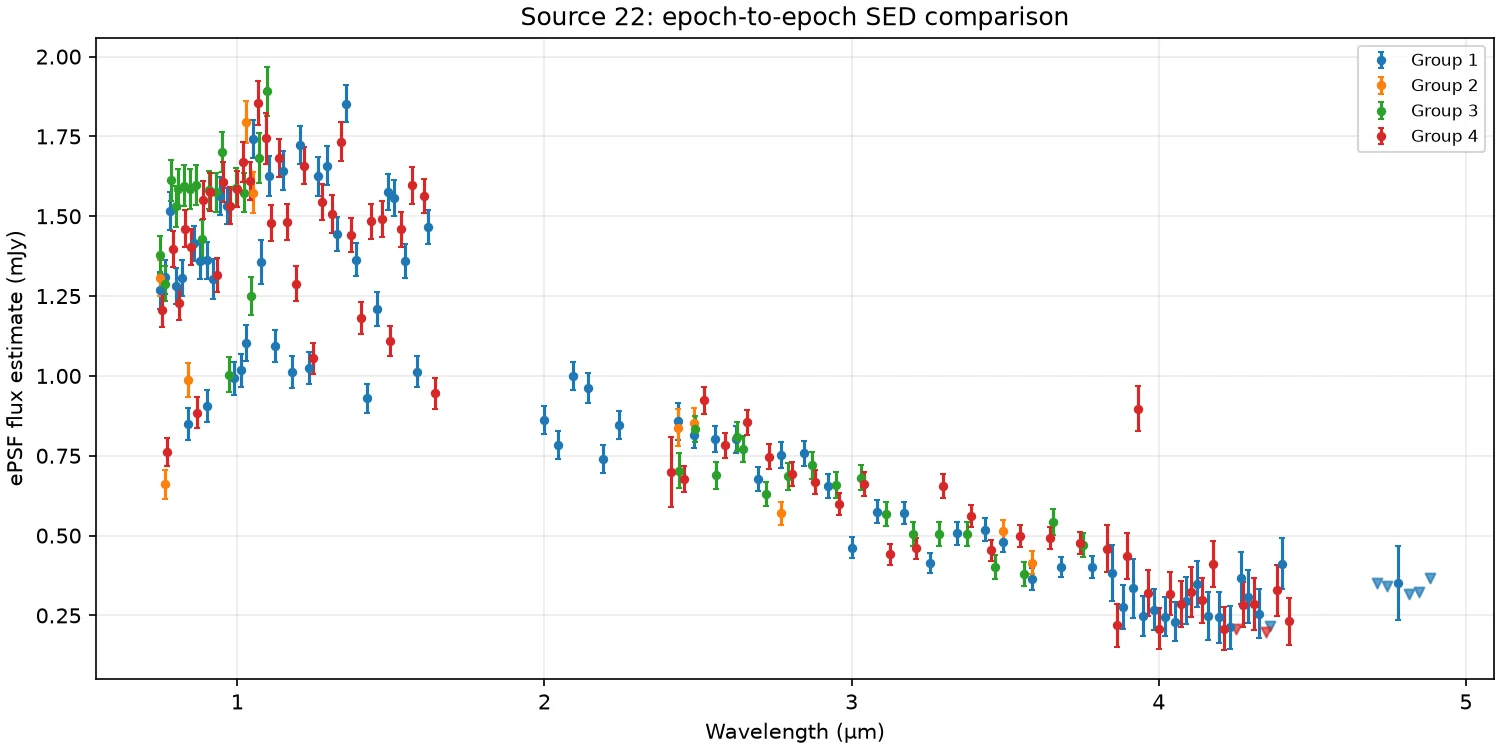 Source 22: epoch-to-epoch SED comparison
ePSF flux estimate (mJy)
2.00
1.75
1.50
1.25
1.00
0.75
0.50
0.25
Group 1
Group 2
Group 3
Group 4
1
2
3
4
5
Wavelength (μm)